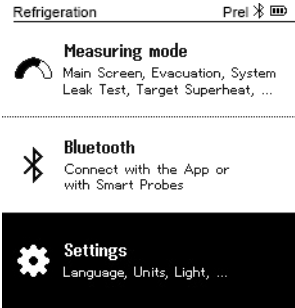 Refrigeration Prel
Measuring mode
Main Screen, Evacuation, System
Leak Test, Target Superheat, ...
Bluetooth
Connect with the App or
with Smart Probes
Settings
Language, Units, Light, ...